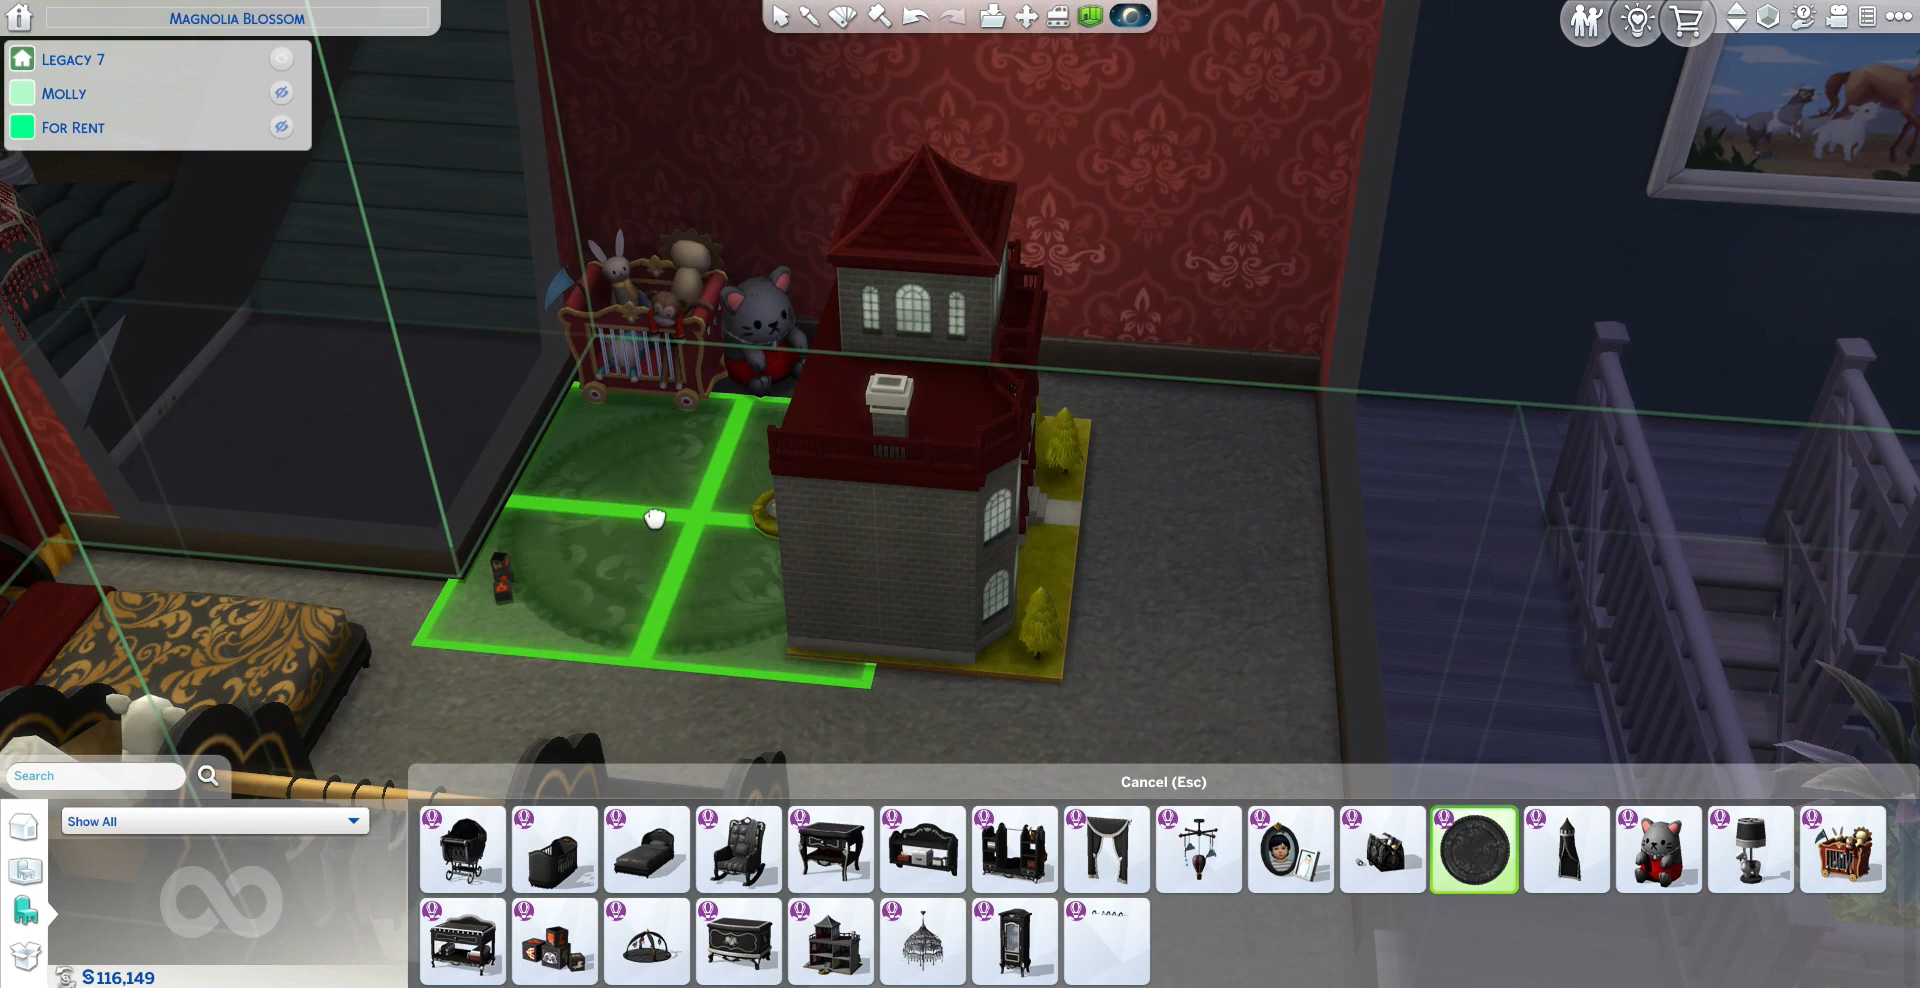 Magnolia Blossom
Legacy 7
Molly
For Rent
Cancel (Esc)
Search
Show All
§116,149